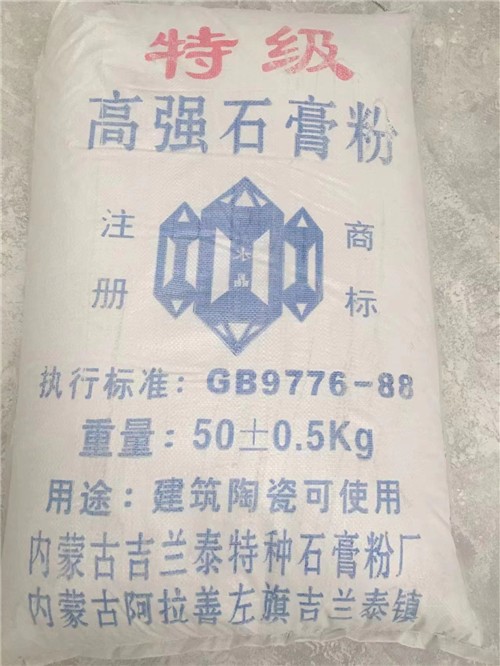 特级
高强石膏粉
注册
商标
水晶
执行标准：GB9776-88
重量：50±0.5Kg
用途：建筑陶瓷可使用
内蒙古吉兰泰特种石膏粉厂
内蒙古阿拉善左旗吉兰泰镇